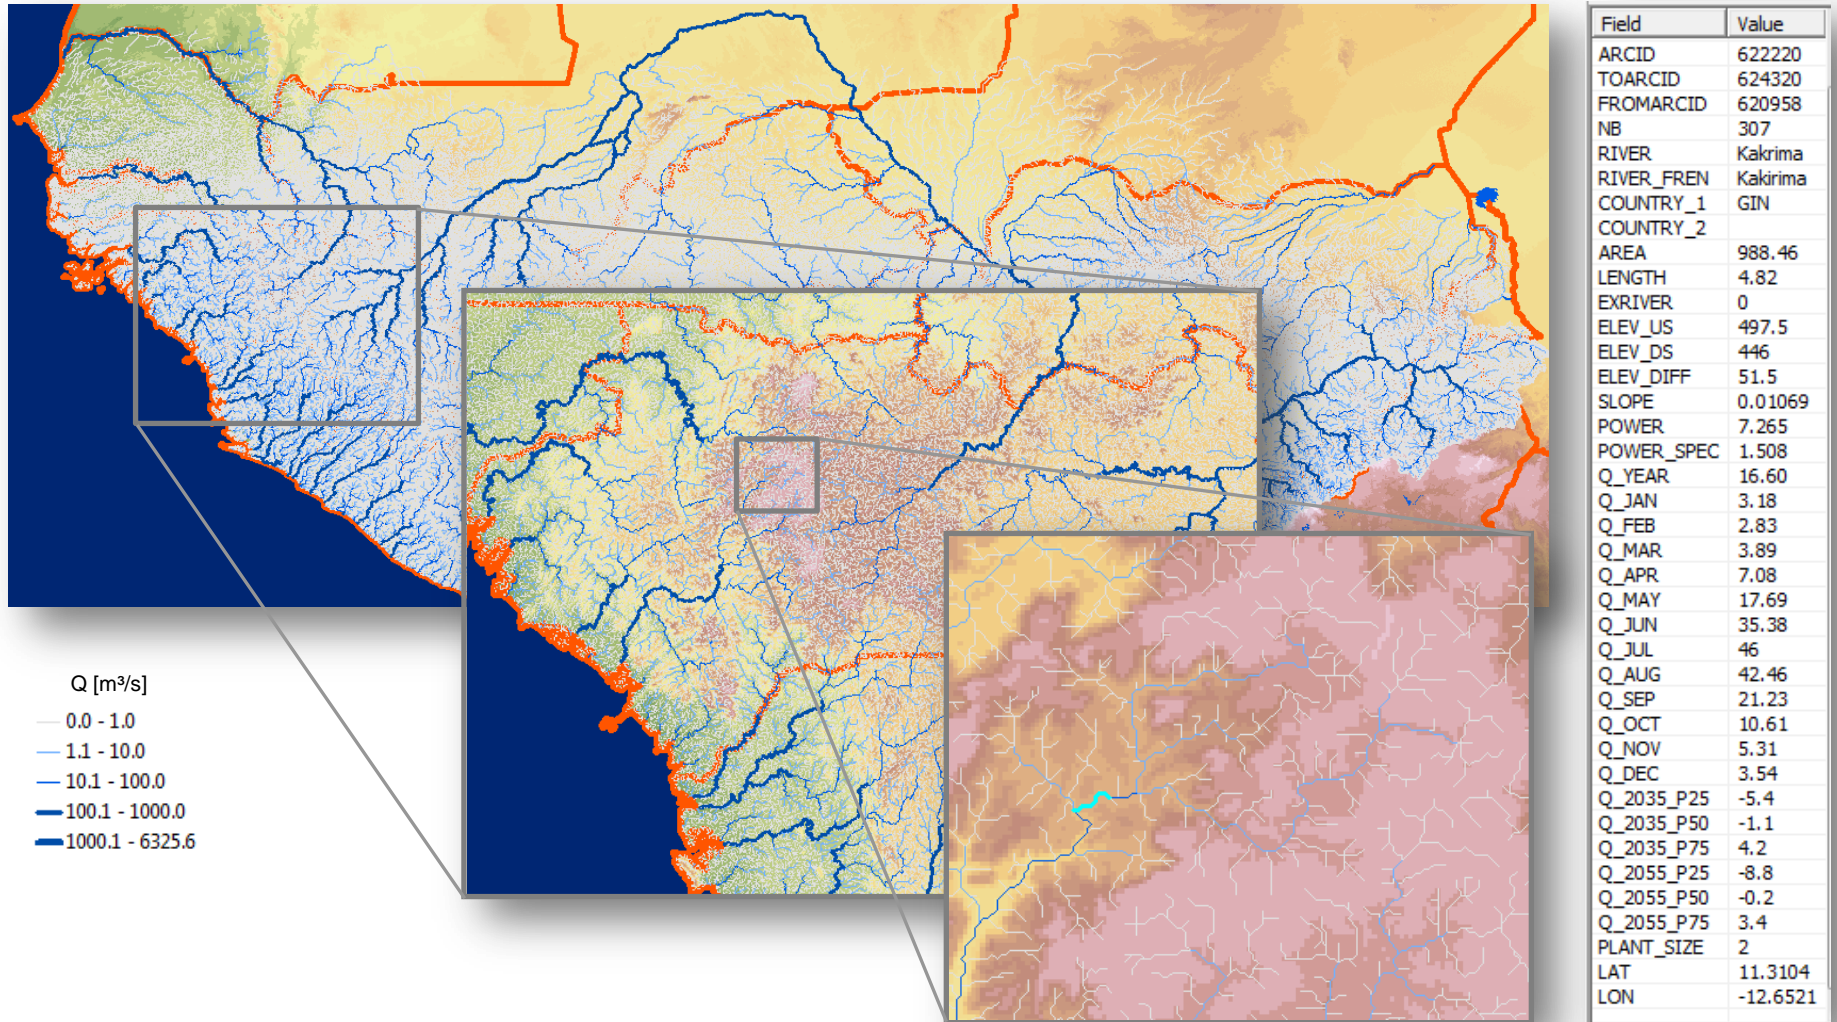 Q [m³/s]
0.0 - 1.0
1.1 - 10.0
10.1 - 100.0
100.1 - 1000.0
1000.1 - 6325.6
Field Value
ARCID 622220
TOARCID 624320
FROMARCID 620958
NB 307
RIVER Kakrima
RIVER_FREN Kakirima
COUNTRY_1 GIN
COUNTRY_2
AREA 988.46
LENGTH 4.82
EXRIVER 0
ELEV_US 497.5
ELEV_DS 446
ELEV_DIFF 51.5
SLOPE 0.01069
POWER 7.265
POWER_SPEC 1.508
Q_YEAR 16.60
Q_JAN 3.18
Q_FEB 2.83
Q_MAR 3.89
Q_APR 7.08
Q_MAY 17.69
Q_JUN 35.38
Q_JUL 46
Q_AUG 42.46
Q_SEP 21.23
Q_OCT 10.61
Q_NOV 5.31
Q_DEC 3.54
Q_2035_P25 -5.4
Q_2035_P50 -1.1
Q_2035_P75 4.2
Q_2055_P25 -8.8
Q_2055_P50 -0.2
Q_2055_P75 3.4
PLANT_SIZE 2
LAT 11.3104
LON -12.6521